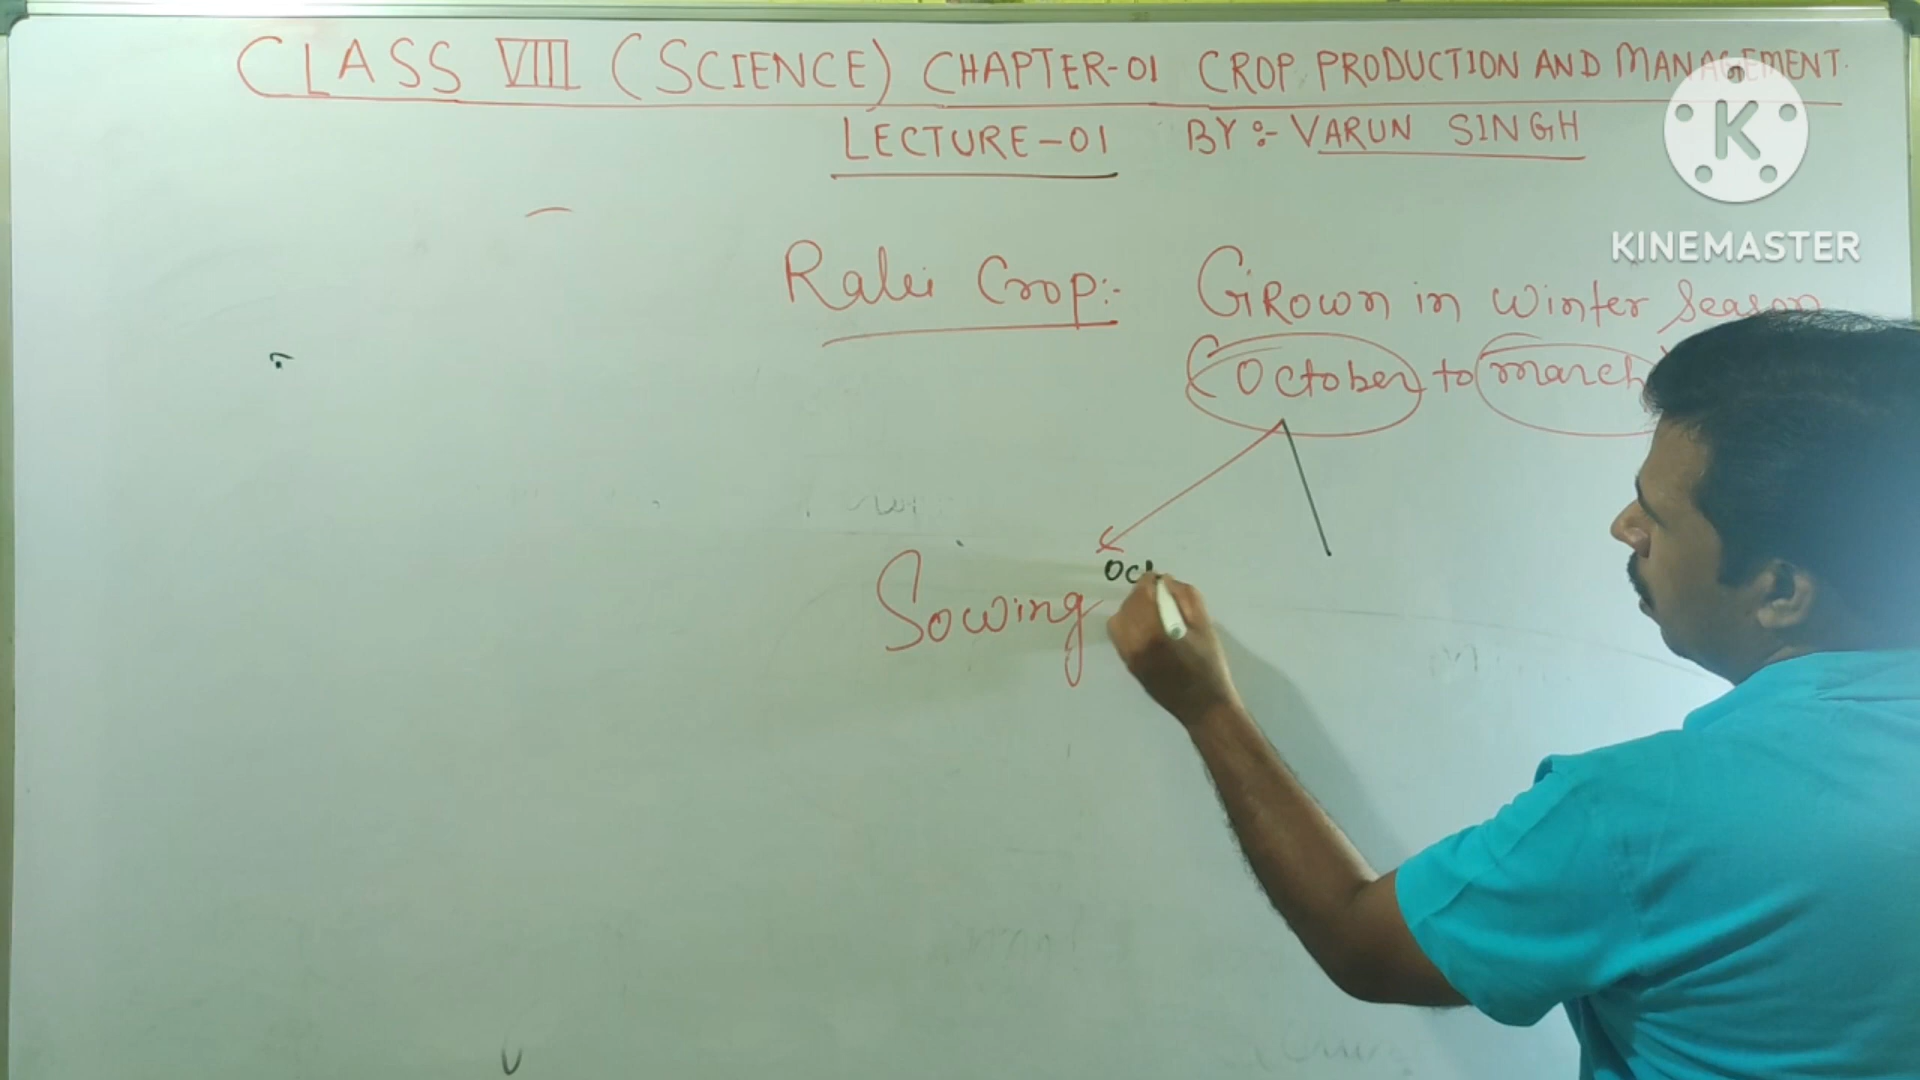 CLASS VIII (SCIENCE) CHAPTER-01 CROP PRODUCTION AND MANAGEMENT.
LECTURE-01 BY:- VARUN SINGH
K
KINEMASTER
Rabi Crop:- GRown in winter Season
(October to march
Oct
Sowing